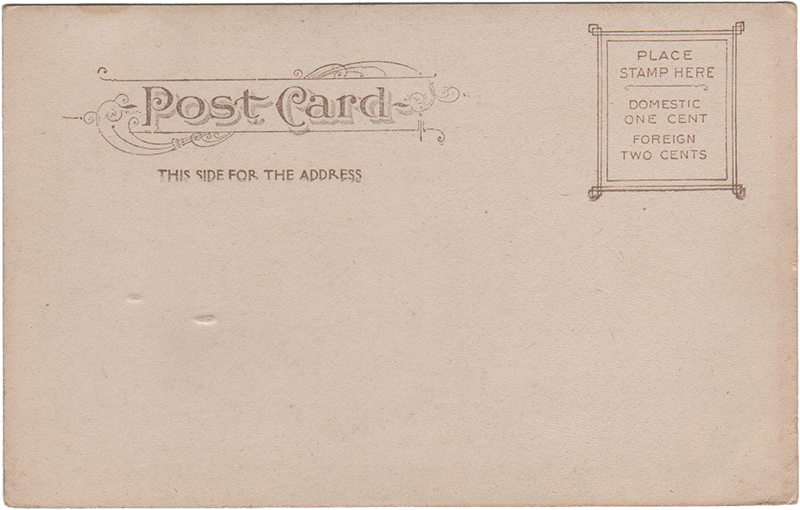 Post Card
THIS SIDE FOR THE ADDRESS
PLACE
STAMP HERE
DOMESTIC
ONE CENT
FOREIGN
TWO CENTS